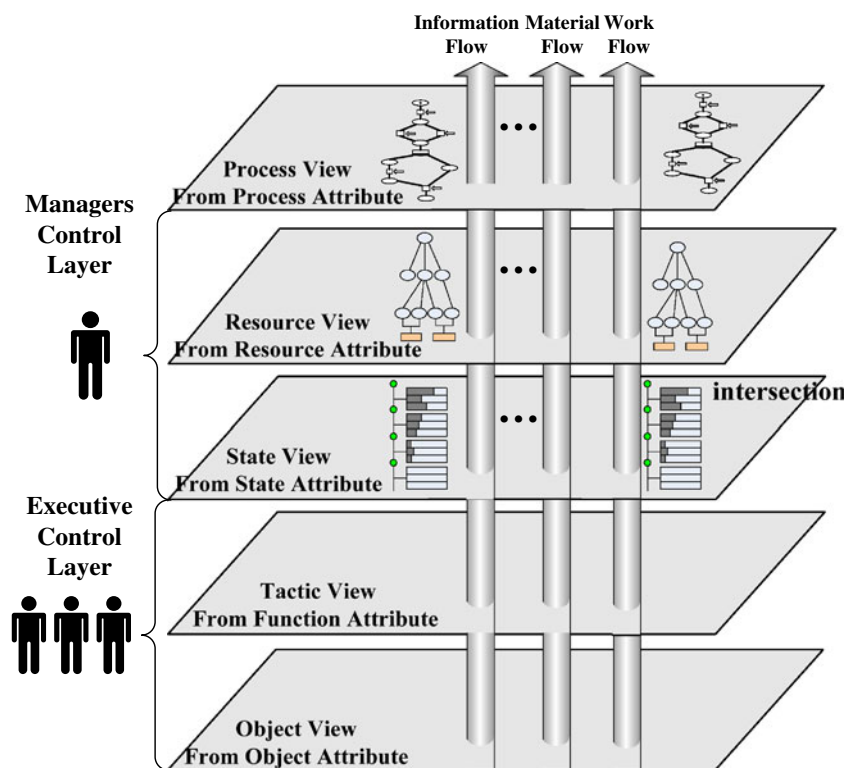 Information Material Work
Flow Flow Flow
Process View
From Process Attribute
Managers
Control
Layer
Resource View
From Resource Attribute
intersection
State View
From State Attribute
Executive
Control
Layer
Tactic View
From Function Attribute
Object View
From Object Attribute